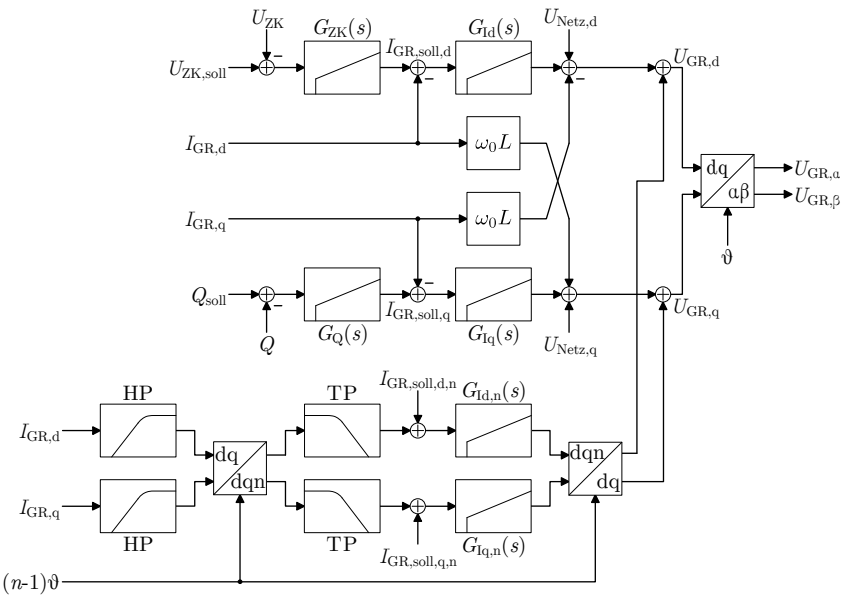 U_ZK G_ZK(s) I_GR,soll,d G_Id(s) U_Netz,d
U_ZK,soll − − − U_GR,d
I_GR,d ω₀L
dq αβ U_GR,α
U_GR,β
I_GR,q ω₀L
ϑ
Q_soll − −
Q G_Q(s) I_GR,soll,q G_Iq(s) U_Netz,q U_GR,q
HP TP I_GR,soll,d,n G_Id,n(s)
I_GR,d
dq dqn dqn dq
I_GR,q
HP TP I_GR,soll,q,n G_Iq,n(s)
(n-1)ϑ